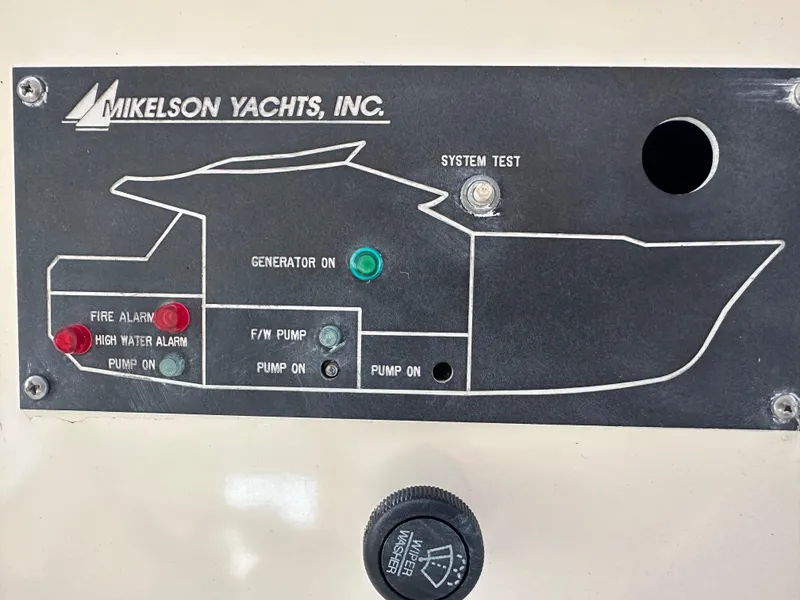 MIKELSON YACHTS, INC.
SYSTEM TEST
GENERATOR ON
FIRE ALARM
HIGH WATER ALARM
PUMP ON
F/W PUMP
PUMP ON
PUMP ON
WIPER
WASHER